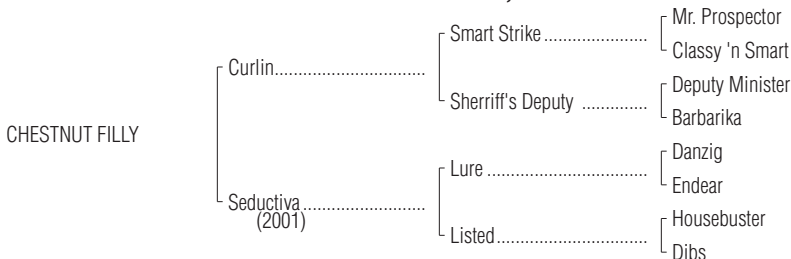 Mr. Prospector
Smart Strike.........................
Classy 'n Smart
Curlin....................................
Deputy Minister
Sherriff's Deputy ................
Barbarika
CHESTNUT FILLY
Danzig
Lure ......................................
Endear
Seductiva.............................
(2001)
Housebuster
Listed....................................
Dibs